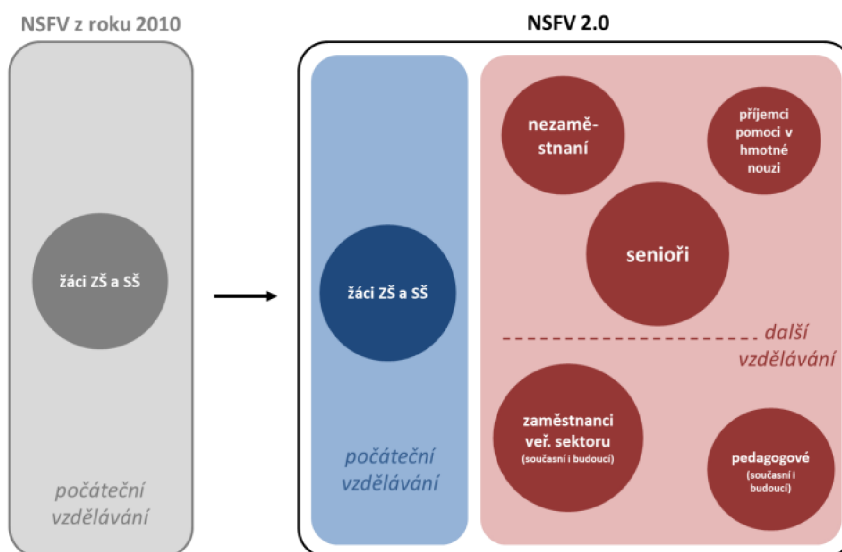 NSFV z roku 2010
žáci ZŠ a SŠ
počáteční
vzdělávání
NSFV 2.0
žáci ZŠ a SŠ
počáteční
vzdělávání
nezamě-
stnaní
příjemci
pomoci v
hmotné
nouzi
senioři
další
vzdělávání
zaměstnanci
veř. sektoru
(současní i budoucí)
pedagogové
(současní i
budoucí)